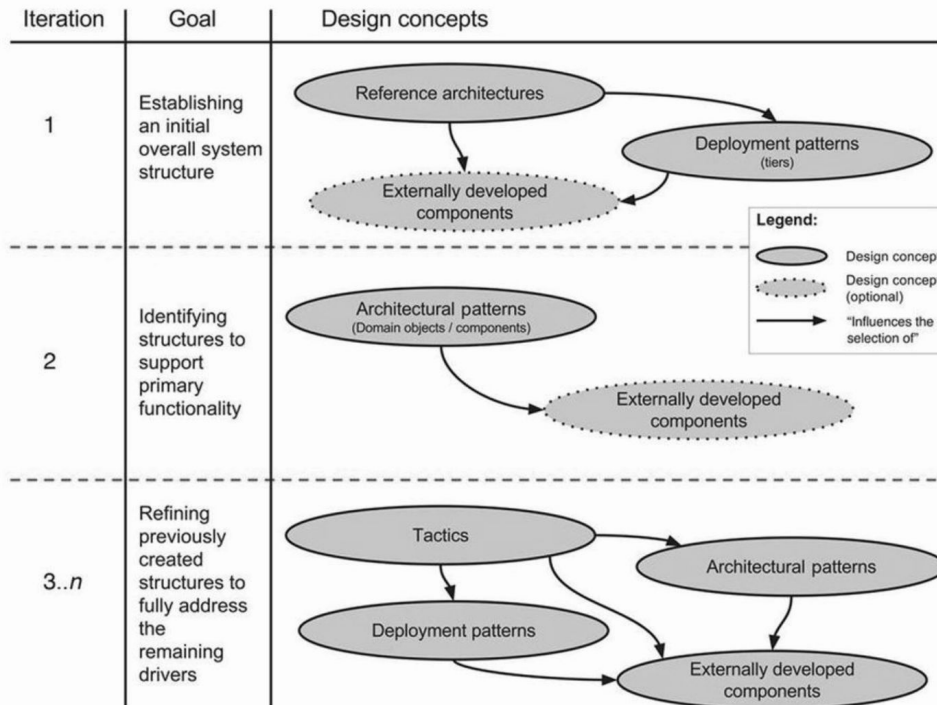 Iteration
Goal
Design concepts
1
Establishing
an initial
overall system
structure
Reference architectures
Deployment patterns
(tiers)
Externally developed
components
Legend:
Design concep
Design concep
(optional)
"Influences the
selection of"
2
Identifying
structures to
support
primary
functionality
Architectural patterns
(Domain objects / components)
Externally developed
components
3..n
Refining
previously
created
structures to
fully address
the
remaining
drivers
Tactics
Architectural patterns
Deployment patterns
Externally developed
components